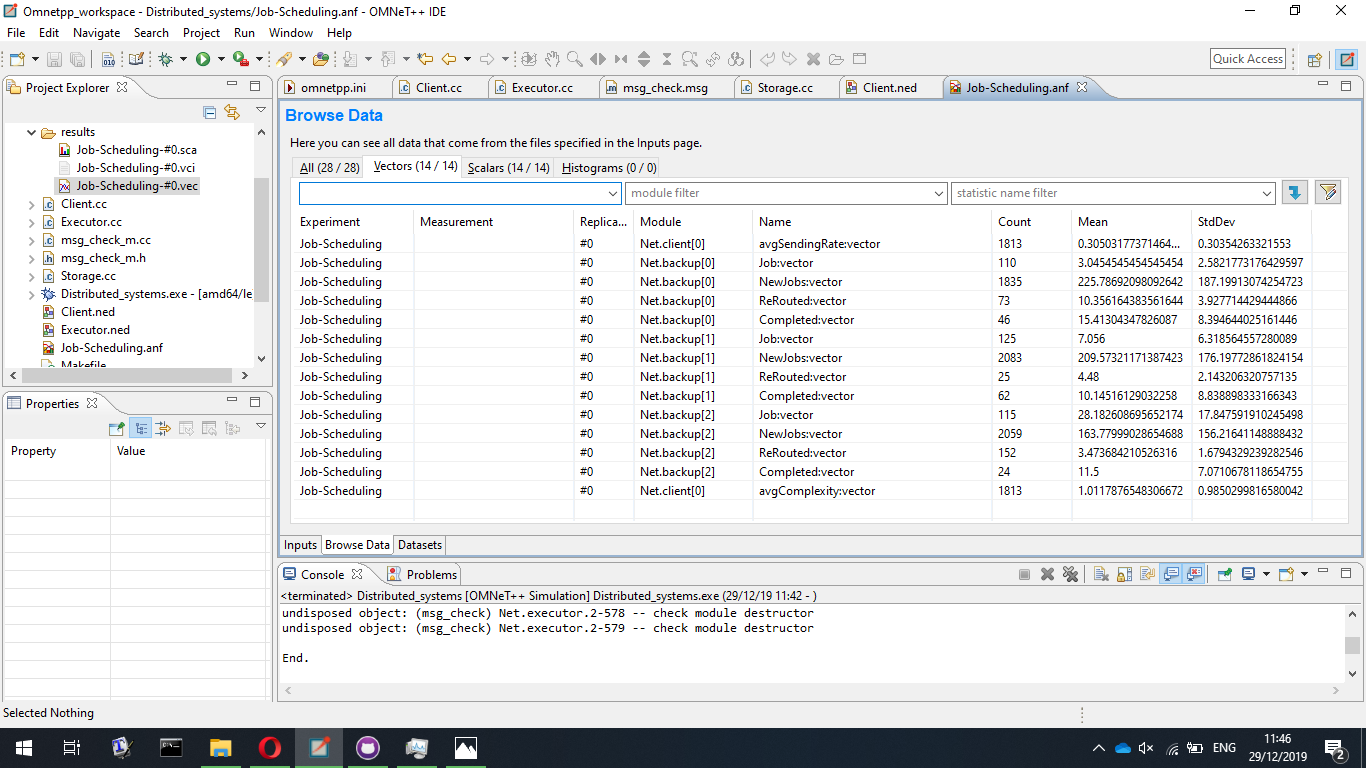 Omnetpp_workspace - Distributed_systems/Job-Scheduling.anf - OMNeT++ IDE
File Edit Navigate Search Project Run Window Help
Quick Access
Project Explorer
results
Job-Scheduling-#0.sca
Job-Scheduling-#0.vci
Job-Scheduling-#0.vec
Client.cc
Executor.cc
msg_check_m.cc
msg_check_m.h
Storage.cc
Distributed_systems.exe - [amd64/le
Client.ned
Executor.ned
Job-Scheduling.anf
Makefile
Properties
Property Value
omnetpp.ini Client.cc Executor.cc msg_check.msg Storage.cc Client.ned Job-Scheduling.anf
Browse Data
Here you can see all data that come from the files specified in the Inputs page.
All (28 / 28) Vectors (14 / 14) Scalars (14 / 14) Histograms (0 / 0)
module filter statistic name filter
Experiment Measurement Replica... Module Name Count Mean StdDev
Job-Scheduling #0 Net.client[0] avgSendingRate:vector 1813 0.30503177371464... 0.30354263321553
Job-Scheduling #0 Net.backup[0] Job:vector 110 3.0454545454545454 2.5821773176429597
Job-Scheduling #0 Net.backup[0] NewJobs:vector 1835 225.78692098092642 187.19913074254723
Job-Scheduling #0 Net.backup[0] ReRouted:vector 73 10.356164383561644 3.927714429444866
Job-Scheduling #0 Net.backup[0] Completed:vector 46 15.41304347826087 8.394644025161446
Job-Scheduling #0 Net.backup[1] Job:vector 125 7.056 6.318564557280089
Job-Scheduling #0 Net.backup[1] NewJobs:vector 2083 209.57321171387423 176.19772861824154
Job-Scheduling #0 Net.backup[1] ReRouted:vector 25 4.48 2.143206320757135
Job-Scheduling #0 Net.backup[1] Completed:vector 62 10.14516129032258 8.838898333166343
Job-Scheduling #0 Net.backup[2] Job:vector 115 28.182608695652174 17.847591910245498
Job-Scheduling #0 Net.backup[2] NewJobs:vector 2059 163.77999028654688 156.21641148888432
Job-Scheduling #0 Net.backup[2] ReRouted:vector 152 3.473684210526316 1.6794329239282546
Job-Scheduling #0 Net.backup[2] Completed:vector 24 11.5 7.0710678118654755
Job-Scheduling #0 Net.client[0] avgComplexity:vector 1813 1.0117876548306672 0.9850299816580042
Inputs Browse Data Datasets
Console Problems
<terminated> Distributed_systems [OMNeT++ Simulation] Distributed_systems.exe (29/12/19 11:42 - )
undisposed object: (msg_check) Net.executor.2-578 -- check module destructor
undisposed object: (msg_check) Net.executor.2-579 -- check module destructor
End.
Selected Nothing
ENG
11:46
29/12/2019
2